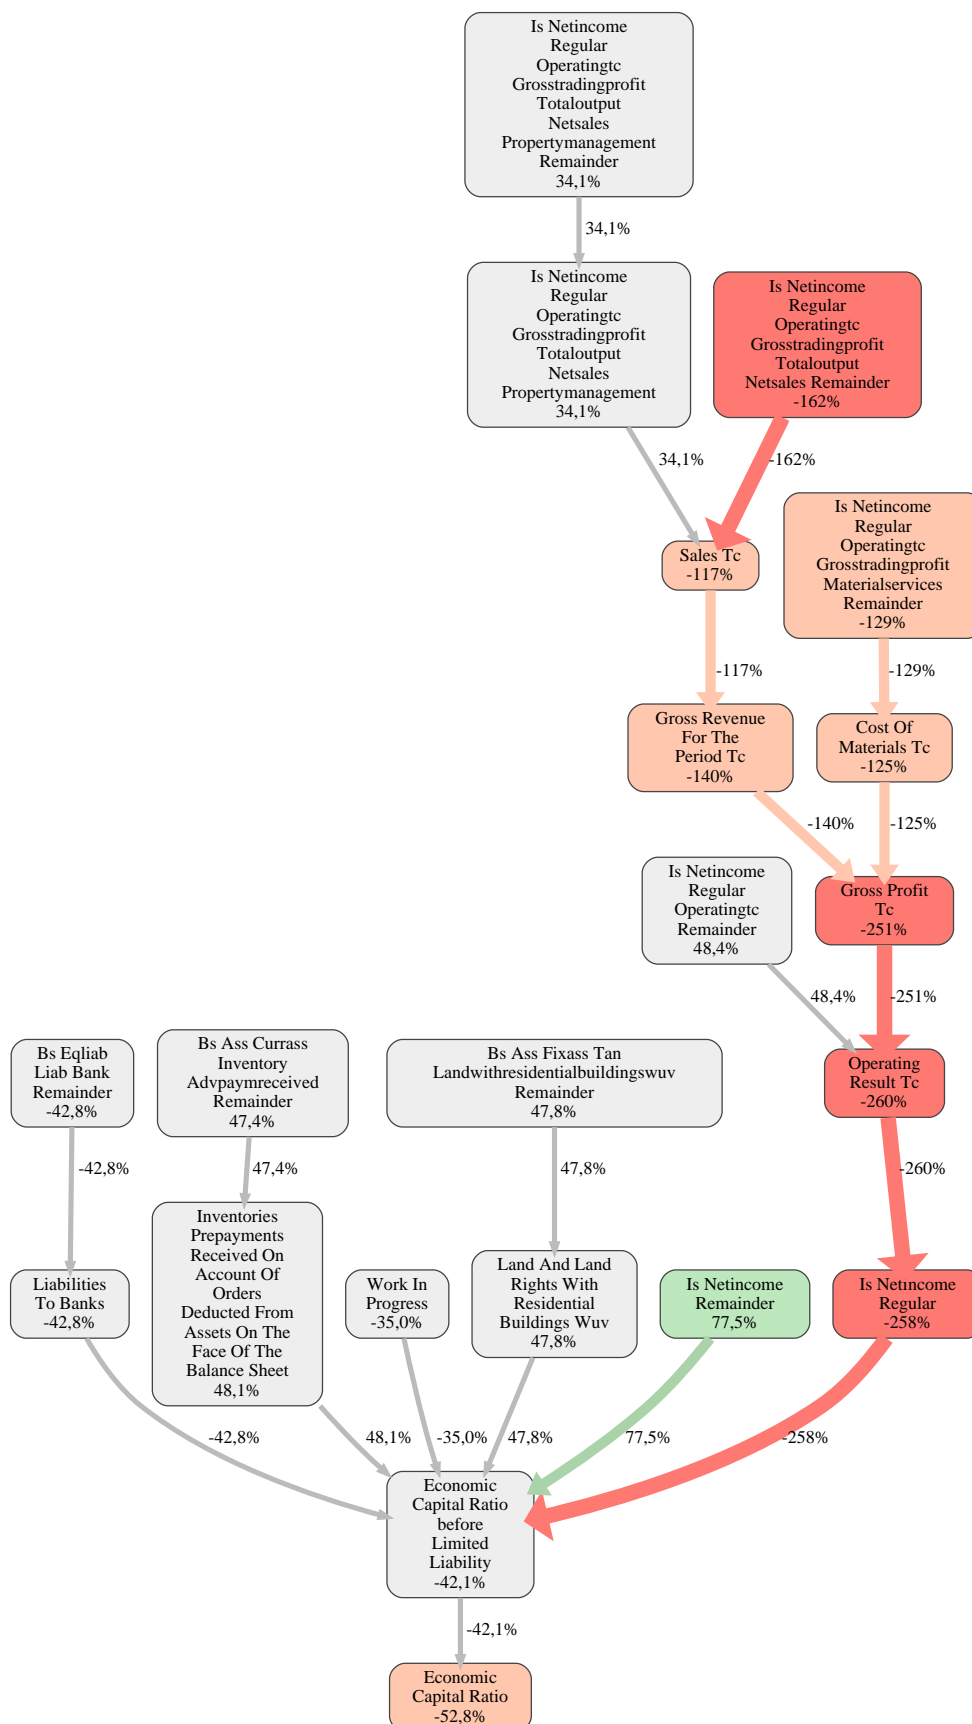 Is Netincome
Regular
Operatingtc
Grosstradingprofit
Totaloutput
Netsales
Propertymanagement
Remainder
34,1%
34,1%
Is Netincome
Regular
Operatingtc
Grosstradingprofit
Totaloutput
Netsales
Propertymanagement
34,1%
Is Netincome
Regular
Operatingtc
Grosstradingprofit
Totaloutput
Netsales Remainder
-162%
34,1%
-162%
Is Netincome
Regular
Operatingtc
Grosstradingprofit
Materialservices
Remainder
-129%
Sales Tc
-117%
-117%
-129%
Gross Revenue
For The
Period Tc
-140%
Cost Of
Materials Tc
-125%
-140%
-125%
Is Netincome
Regular
Operatingtc
Remainder
48,4%
Gross Profit
Tc
-251%
48,4%
-251%
Bs Eqliab
Liab Bank
Remainder
-42,8%
Bs Ass Currass
Inventory
Advpaymreceived
Remainder
47,4%
Bs Ass Fixass Tan
Landwithresidentialbuildingswuv
Remainder
47,8%
Operating
Result Tc
-260%
-42,8%
47,4%
47,8%
-260%
Liabilities
To Banks
-42,8%
Inventories
Prepayments
Received On
Account Of
Orders
Deducted From
Assets On The
Face Of The
Balance Sheet
48,1%
Work In
Progress
-35,0%
Land And Land
Rights With
Residential
Buildings Wuv
47,8%
Is Netincome
Remainder
77,5%
Is Netincome
Regular
-258%
-42,8%
48,1%
-35,0%
47,8%
77,5%
-258%
Economic
Capital Ratio
before
Limited
Liability
-42,1%
-42,1%
Economic
Capital Ratio
-52,8%